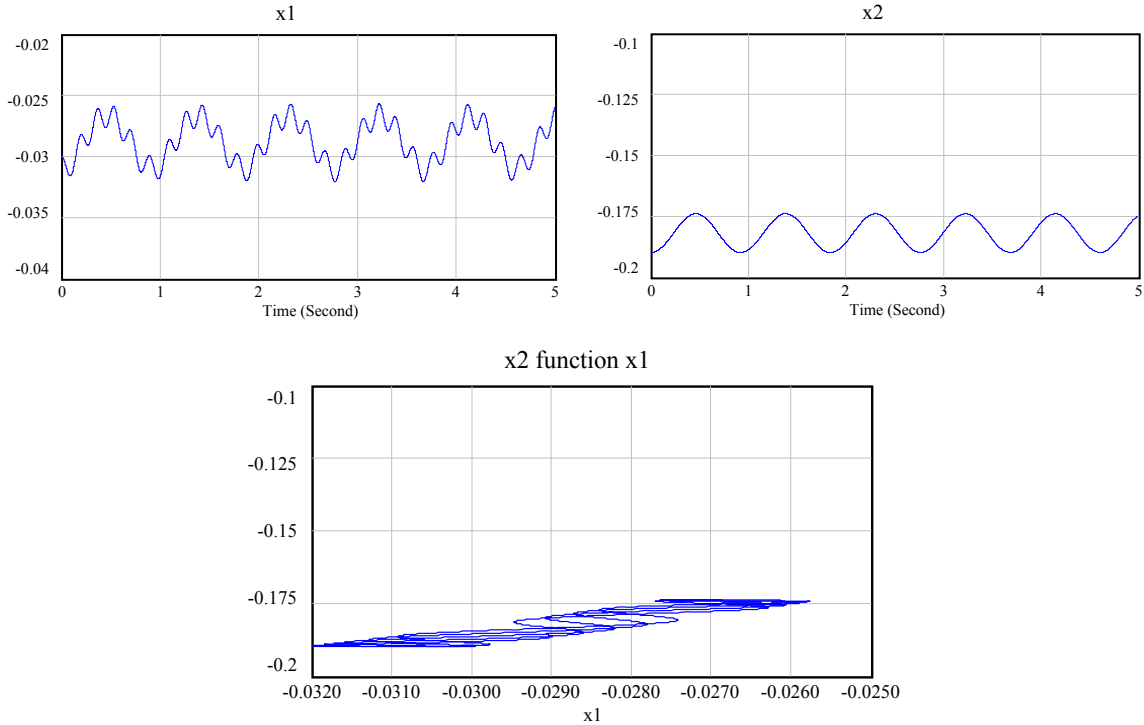 x1
-0.02
-0.025
-0.03
-0.035
-0.04
0 1 2 3 4 5
Time (Second)
x2
-0.1
-0.125
-0.15
-0.175
-0.2
0 1 2 3 4 5
Time (Second)
x2 function x1
-0.1
-0.125
-0.15
-0.175
-0.2
-0.0320 -0.0310 -0.0300 -0.0290 -0.0280 -0.0270 -0.0260 -0.0250
x1